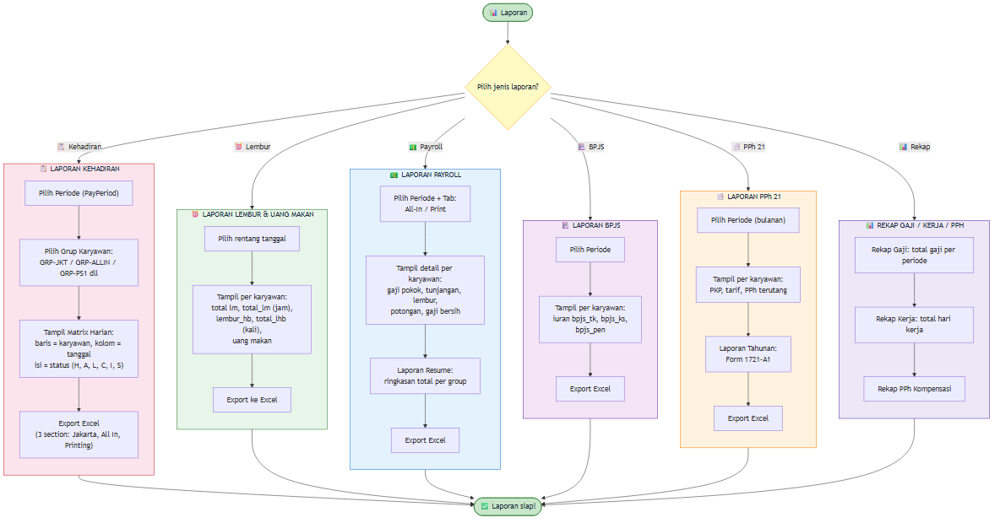 📊 Laporan
Pilih jenis laporan?
📋 Kehadiran
⏰ Lembur
💵 Payroll
BPJS
📑 PPh 21
📊 Rekap
📋 LAPORAN KEHADIRAN
Pilih Periode (PayPeriod)
Pilih Grup Karyawan:
GRP-JKT / GRP-ALLIN /
GRP-PS1 dll
Tampil Matrix Harian:
baris = karyawan, kolom =
tanggal
isi = status (H, A, L, C, I, S)
Export Excel
(3 section: Jakarta, All In,
Printing)
⏰ LAPORAN LEMBUR & UANG MAKAN
Pilih rentang tanggal
Tampil per karyawan:
total lm, total_lm (jam),
lembur_hb, total_lhb
(kali),
uang makan
Export ke Excel
💵 LAPORAN PAYROLL
Pilih Periode + Tab:
All-In / Print
Tampil detail per
karyawan:
gaji pokok, tunjangan,
lembur,
potongan, gaji bersih
Laporan Resume:
ringkasan total per group
Export Excel
LAPORAN BPJS
Pilih Periode
Tampil per karyawan:
iuran bpjs_tk, bpjs_ks,
bpjs_pen
Export Excel
📑 LAPORAN PPh 21
Pilih Periode (bulanan)
Tampil per karyawan:
PKP, tarif, PPh terutang
Laporan Tahunan:
Form 1721-A1
Export Excel
📊 REKAP GAJI / KERJA / PPH
Rekap Gaji: total gaji per
periode
Rekap Kerja: total hari
kerja
Rekap PPh Kompensasi
✅ Laporan siap!